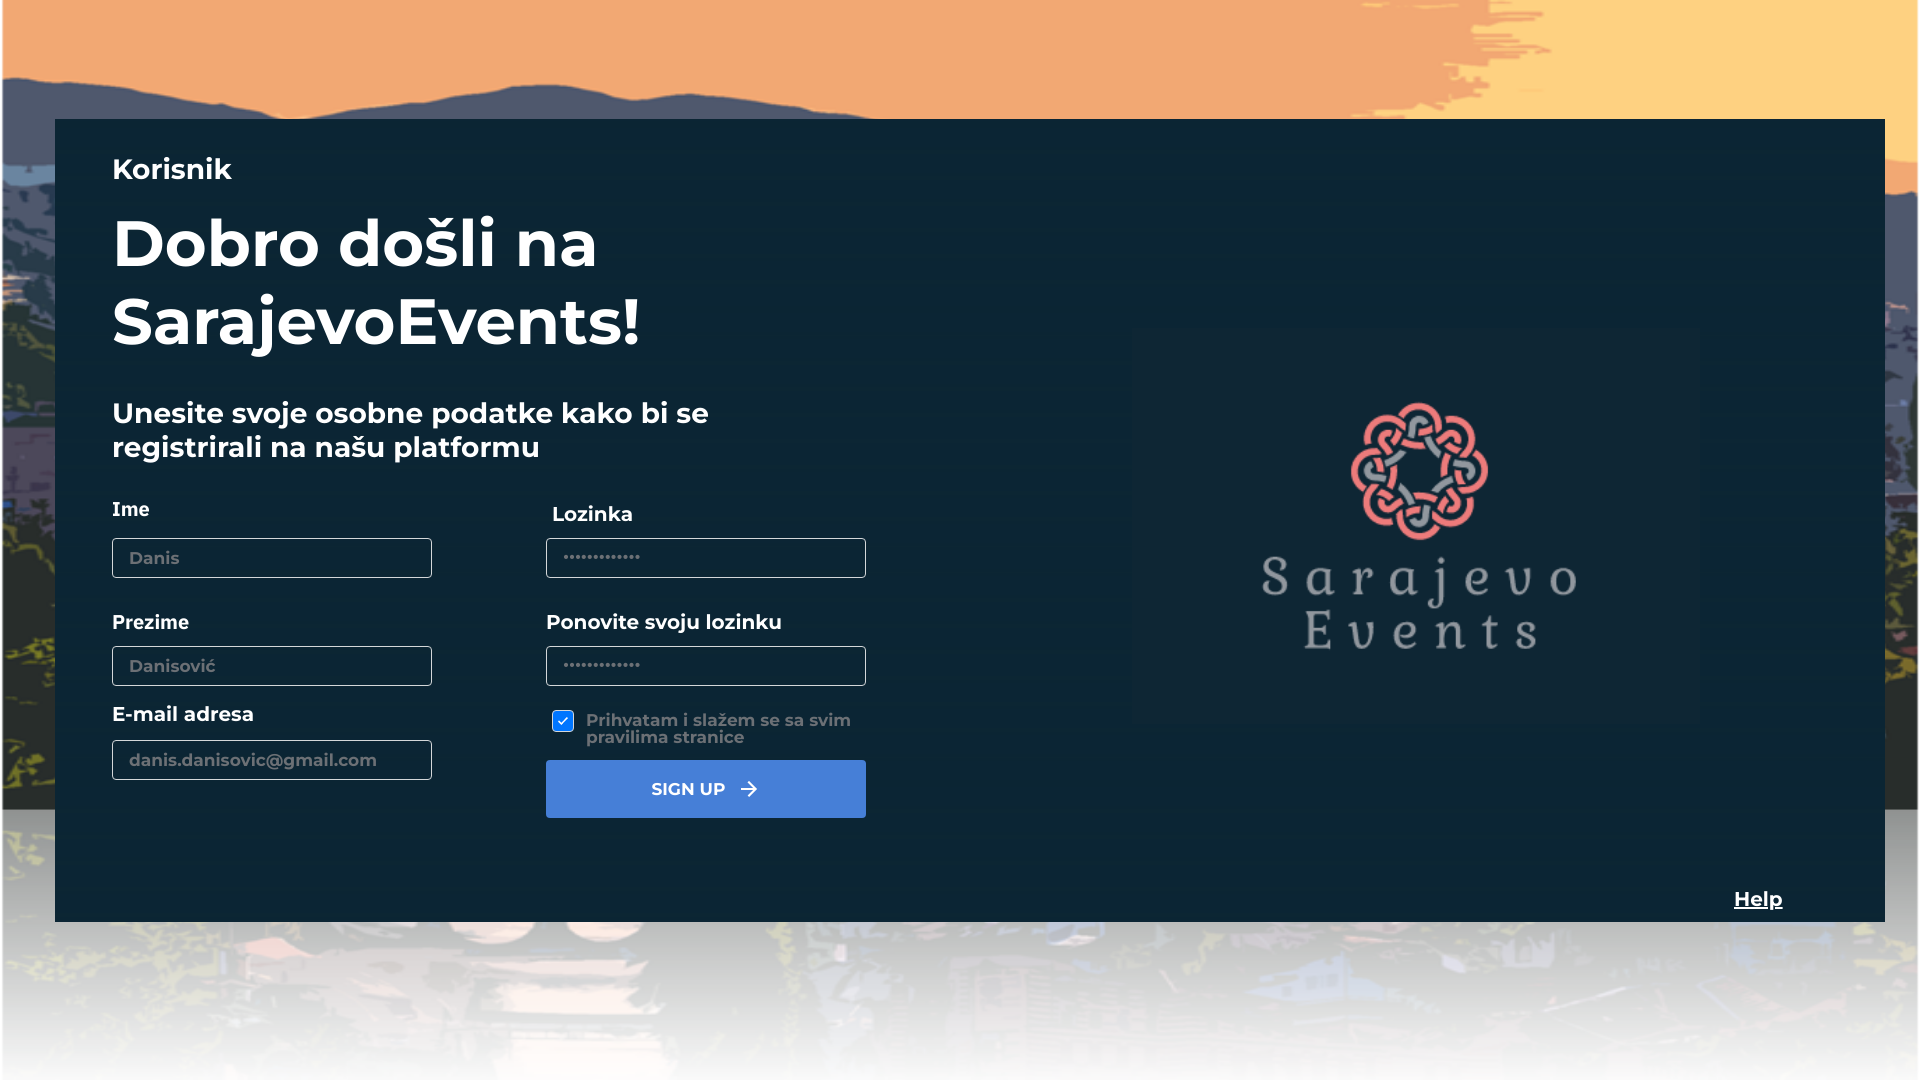 Korisnik
Dobro došli na
SarajevoEvents!
Unesite svoje osobne podatke kako bi se
registrirali na našu platformu
Ime
Danis
Prezime
Danisović
E-mail adresa
danis.danisovic@gmail.com
Lozinka
•••••••••••••
Ponovite svoju lozinku
•••••••••••••
Prihvatam i slažem se sa svim
pravilima stranice
SIGN UP
Sarajevo
Events
Help